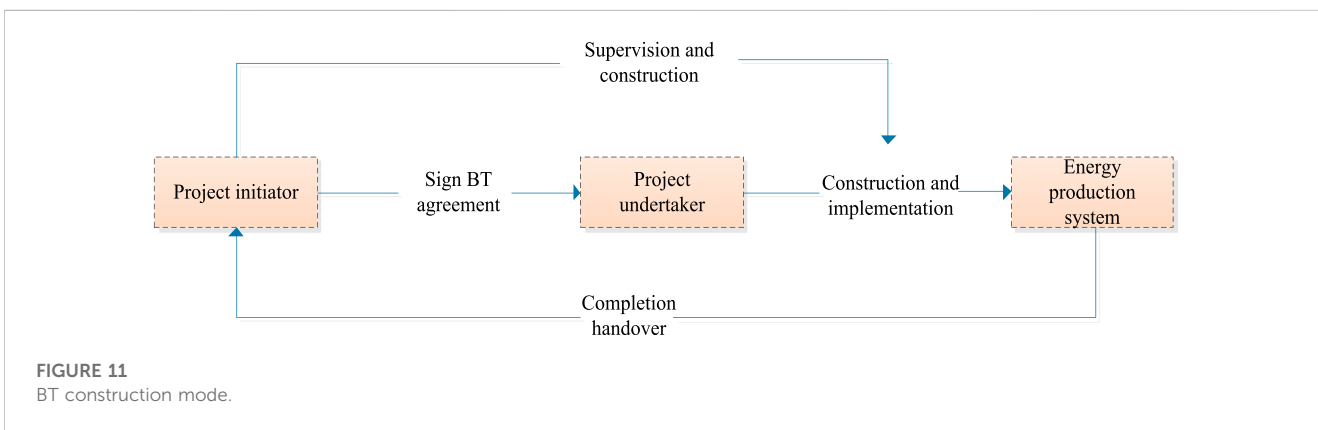 Supervision and
construction
Project initiator
Sign BT
agreement
Project
undertaker
Construction and
implementation
Energy
production
system
Completion
handover
FIGURE 11
BT construction mode.